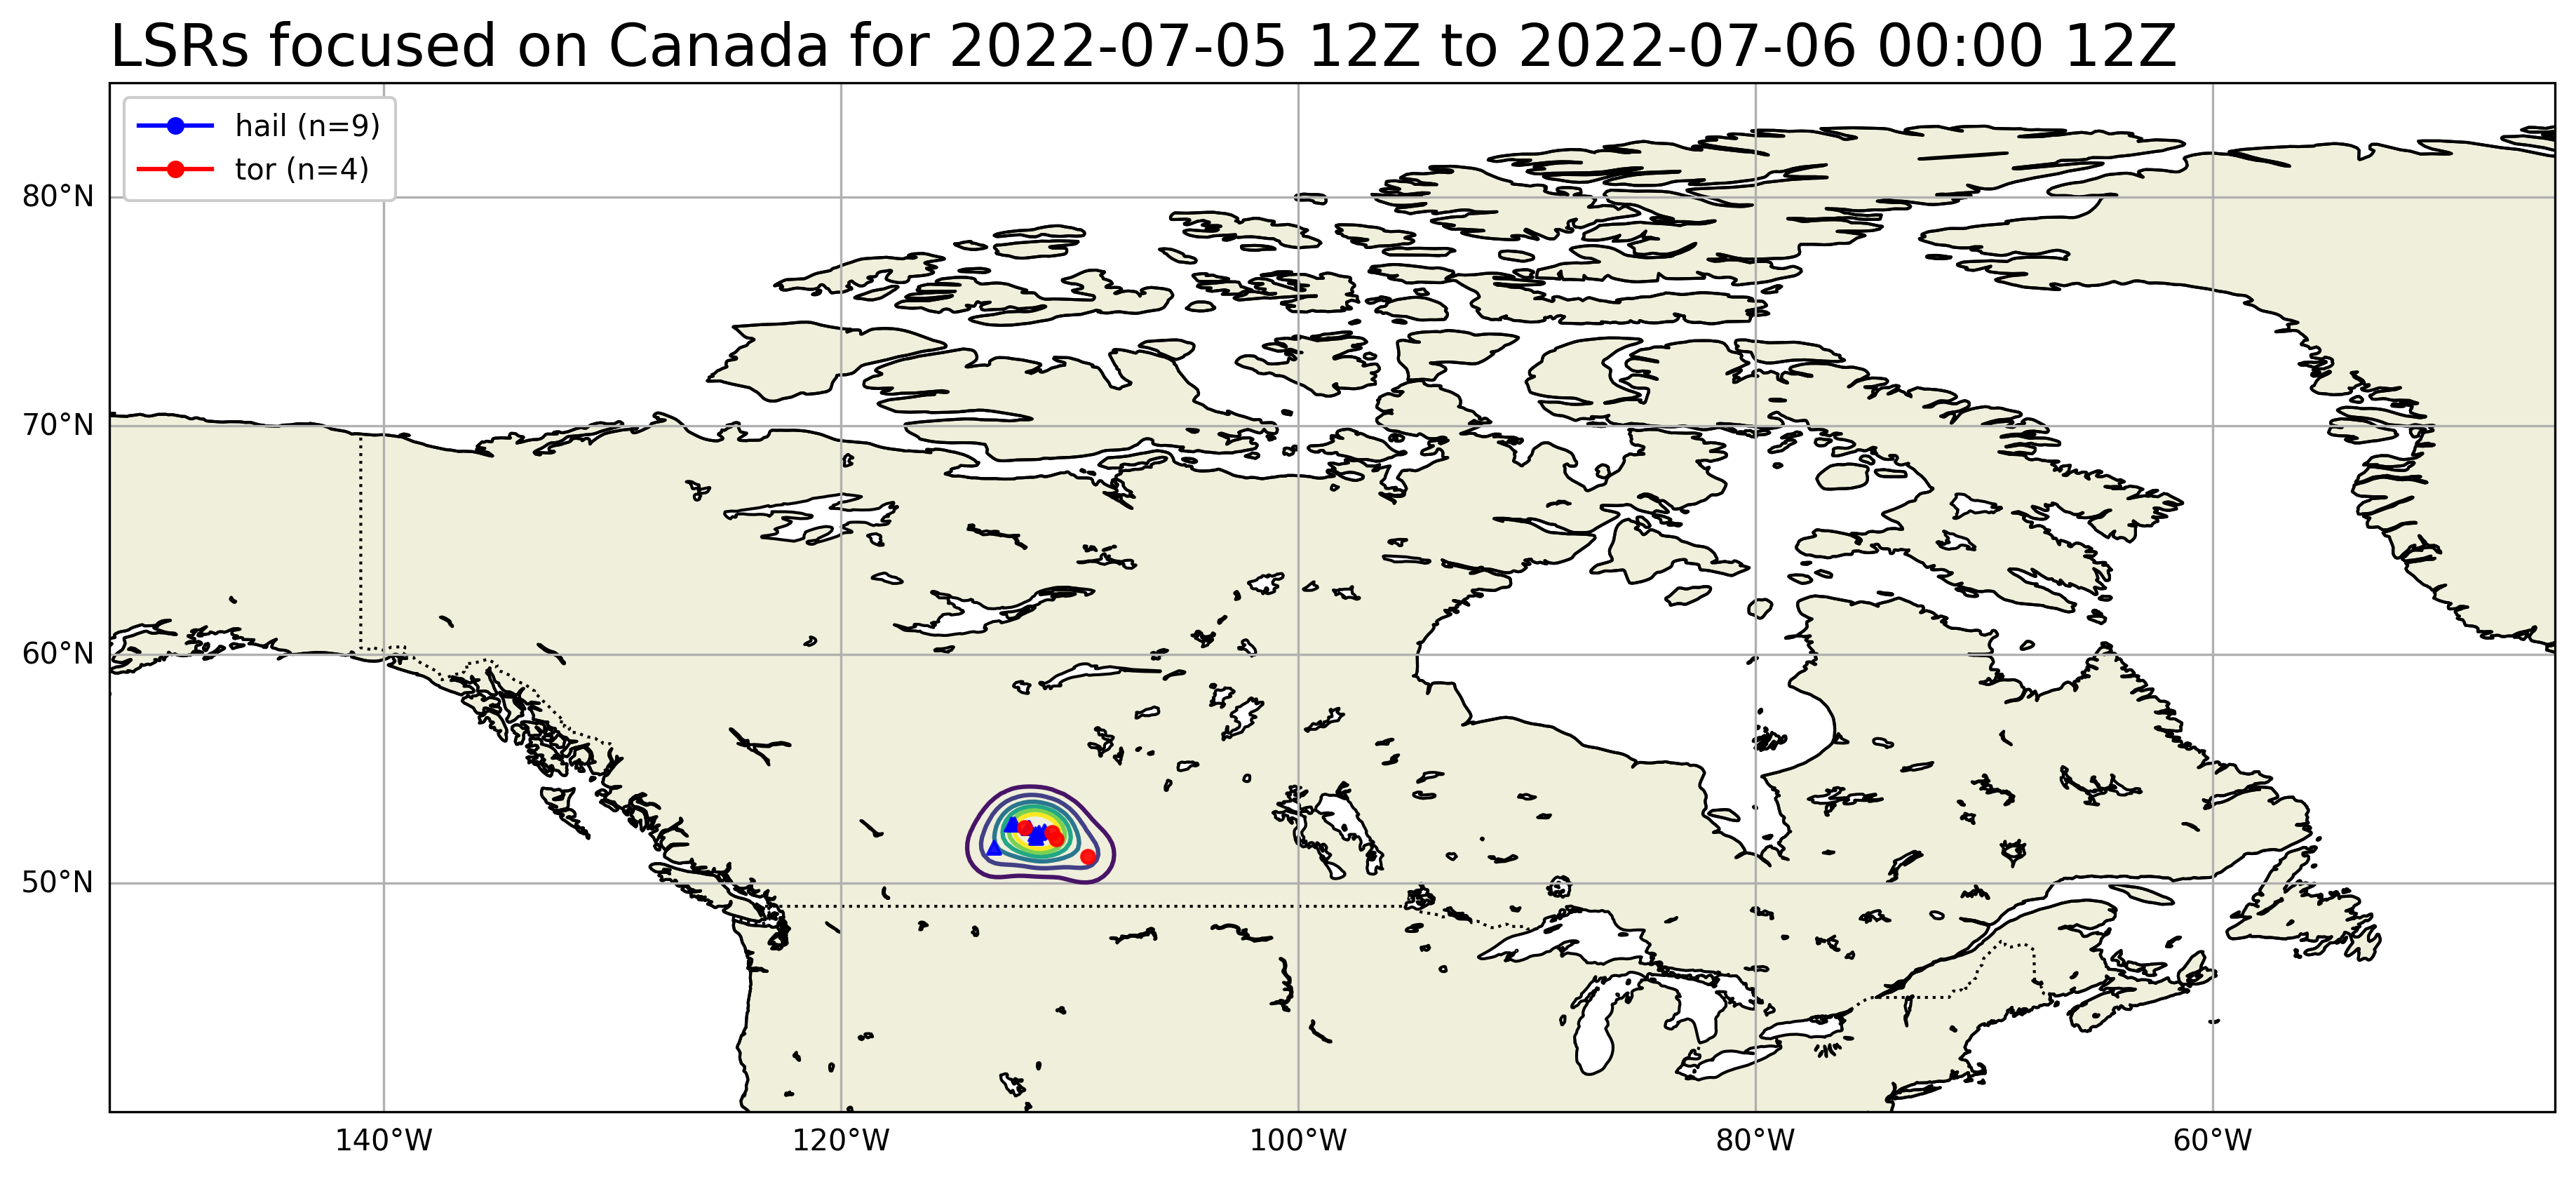 LSRs focused on Canada for 2022-07-05 12Z to 2022-07-06 00:00 12Z
hail (n=9)
tor (n=4)
80°N
70°N
60°N
50°N
140°W
120°W
100°W
80°W
60°W